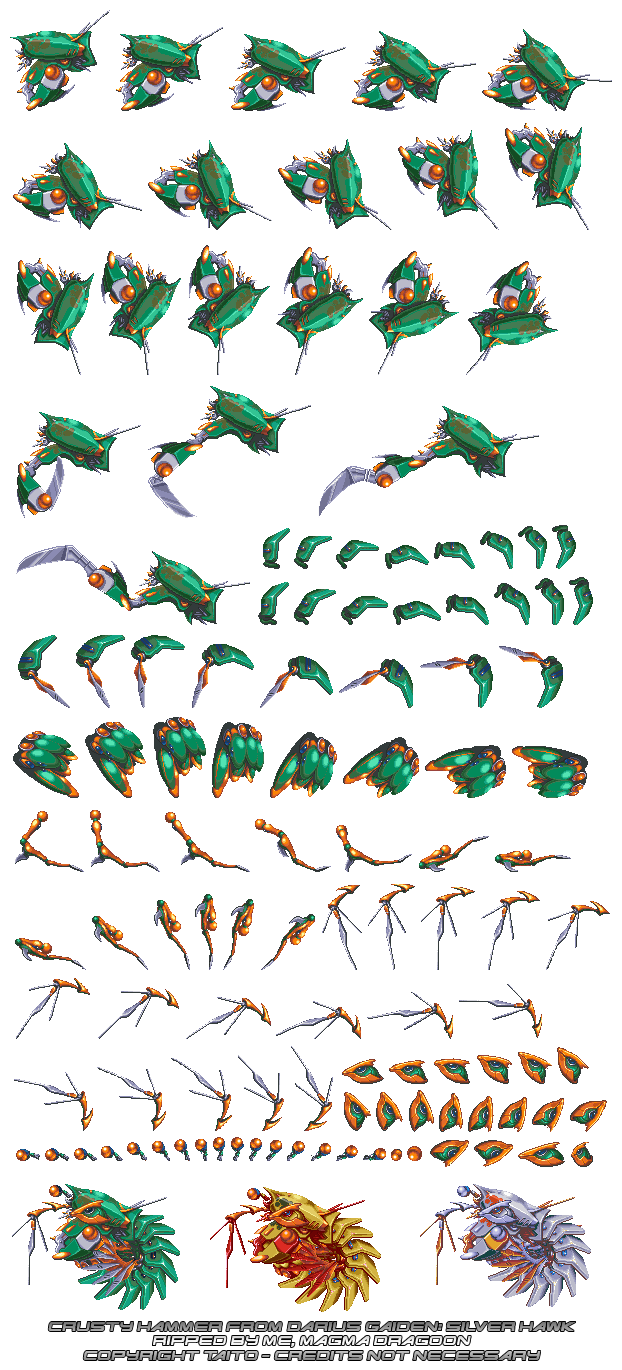 CRUSTY HAMMER FROM DARIUS GAIDEN: SILVER HAWK
RIPPED BY ME, MAGMA DRAGOON
COPYRIGHT TAITO - CREDITS NOT NECESSARY